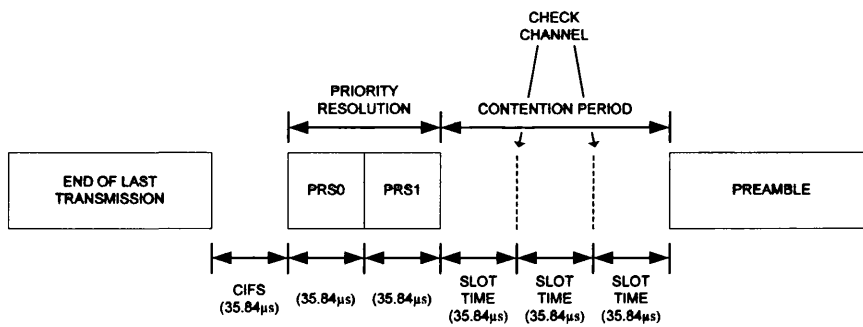 CHECK
CHANNEL
PRIORITY
RESOLUTION
CONTENTION PERIOD
END OF LAST
TRANSMISSION
PRS0
PRS1
PREAMBLE
CIFS
(35.84µs)
(35.84µs)
(35.84µs)
SLOT
TIME
(35.84µs)
SLOT
TIME
(35.84µs)
SLOT
TIME
(35.84µs)